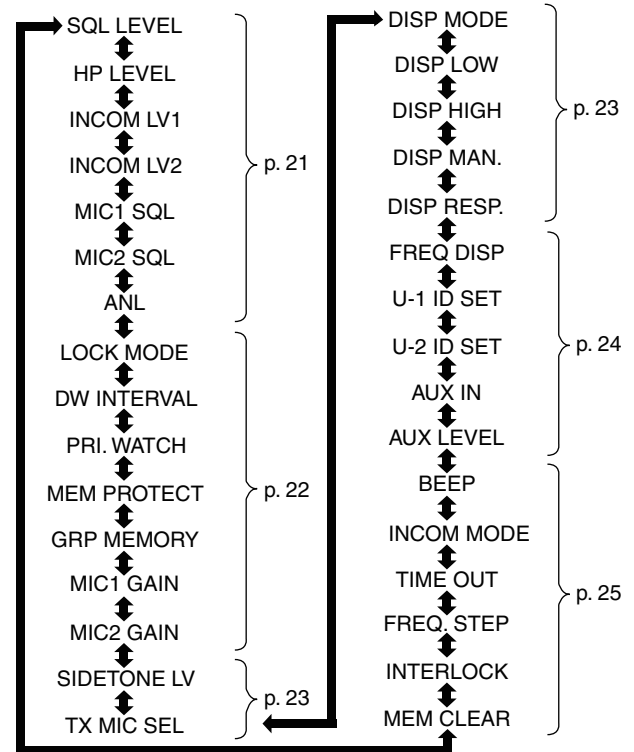 SQL LEVEL
HP LEVEL
INCOM LV1
INCOM LV2
MIC1 SQL
MIC2 SQL
ANL
p. 21
LOCK MODE
DW INTERVAL
PRI. WATCH
MEM PROTECT
GRP MEMORY
MIC1 GAIN
MIC2 GAIN
p. 22
SIDETONE LV
TX MIC SEL
p. 23
DISP MODE
DISP LOW
DISP HIGH
DISP MAN.
DISP RESP.
p. 23
FREQ DISP
U-1 ID SET
U-2 ID SET
AUX IN
AUX LEVEL
p. 24
BEEP
INCOM MODE
TIME OUT
FREQ. STEP
INTERLOCK
MEM CLEAR
p. 25